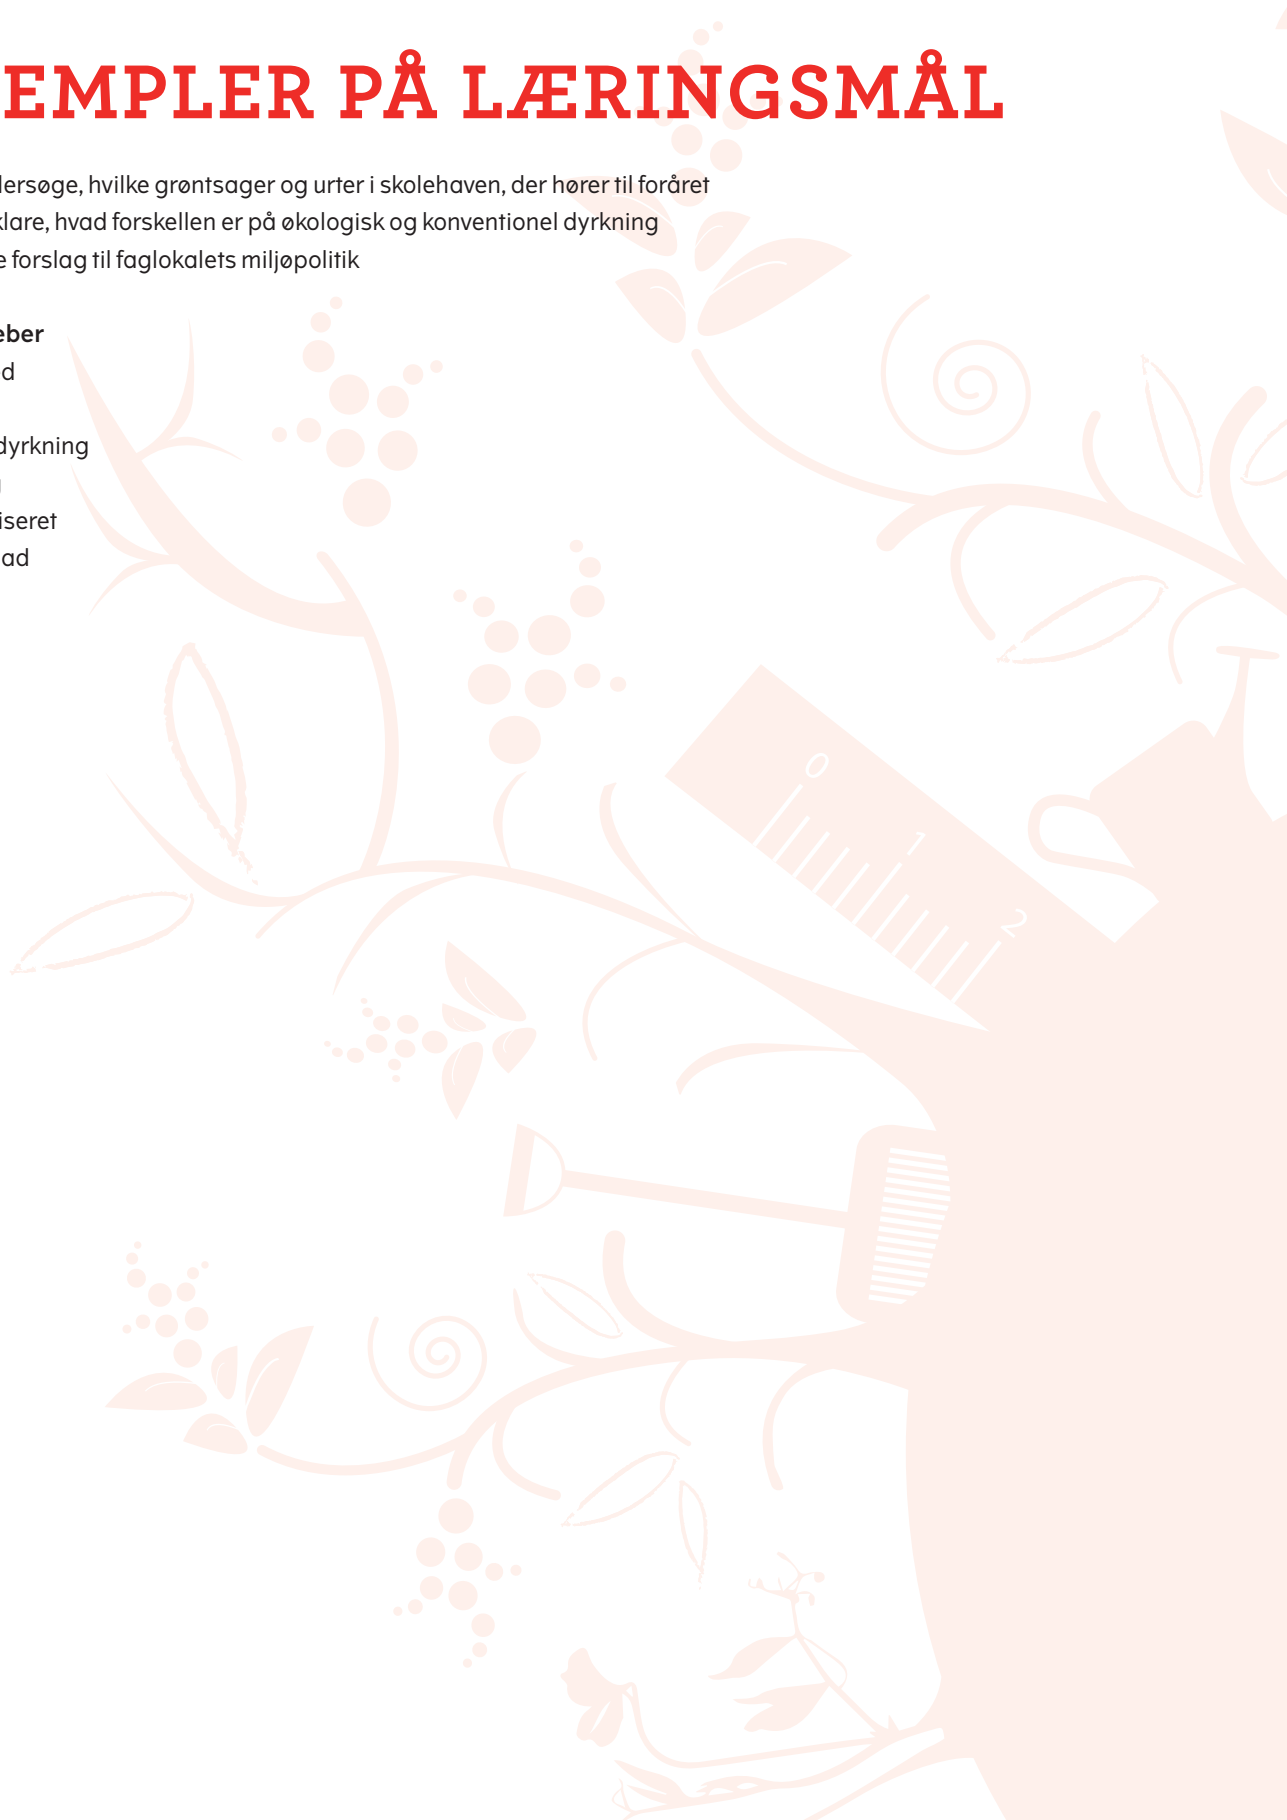 EMPLER PÅ LÆRINGSMÅL
dersøge, hvilke grøntsager og urter i skolehaven, der hører til foråret
klare, hvad forskellen er på økologisk og konventionel dyrkning
e forslag til faglokalets miljøpolitik
eber
d
dyrkning
g
iseret
ad
0
1
2